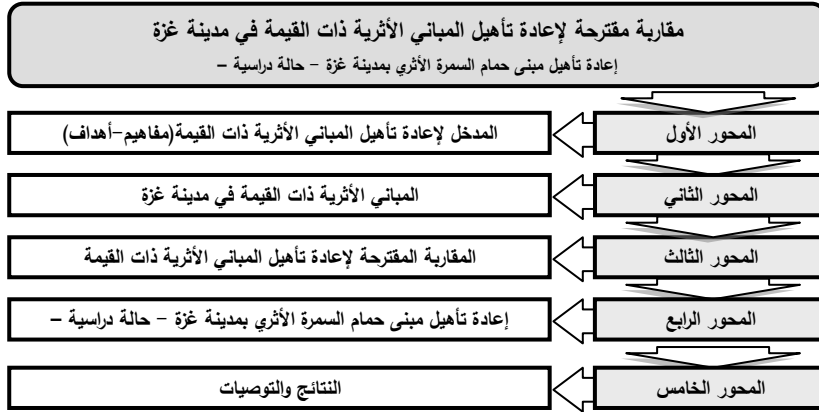 مقاربة مقترحة لإعادة تأهيل المباني الأثرية ذات القيمة في مدينة غزة
إعادة تأهيل مبنى حمام السمرة الأثري بمدينة غزة – حالة دراسية –
المحور الأول
المدخل لإعادة تأهيل المباني الأثرية ذات القيمة(مفاهيم-أهداف)
المحور الثاني
المباني الأثرية ذات القيمة في مدينة غزة
المحور الثالث
المقاربة المقترحة لإعادة تأهيل المباني الأثرية ذات القيمة
المحور الرابع
إعادة تأهيل مبنى حمام السمرة الأثري بمدينة غزة – حالة دراسية –
المحور الخامس
النتائج والتوصيات